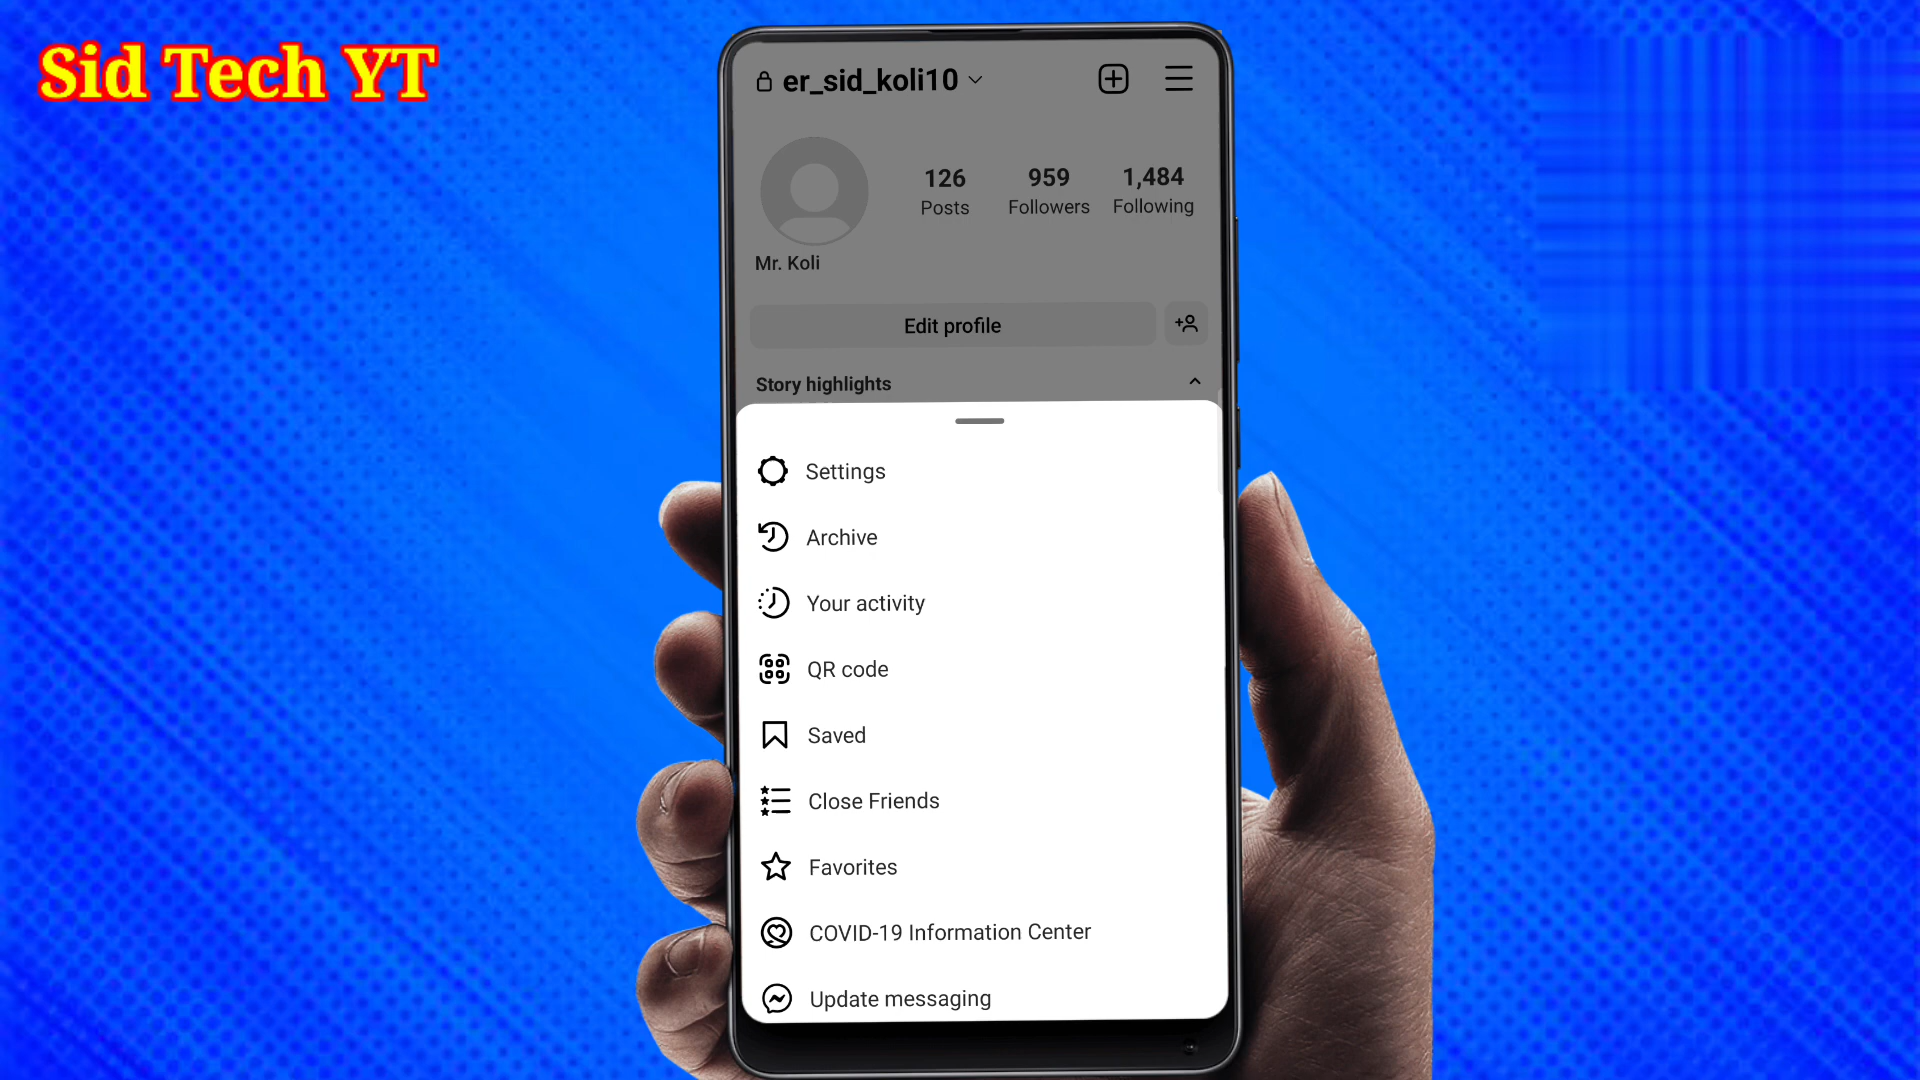 Sid Tech YT
er_sid_koli10
126 959 1,484
Posts Followers Following
Mr. Koli
Edit profile
Story highlights
Settings
Archive
Your activity
QR code
Saved
Close Friends
Favorites
COVID-19 Information Center
Update messaging